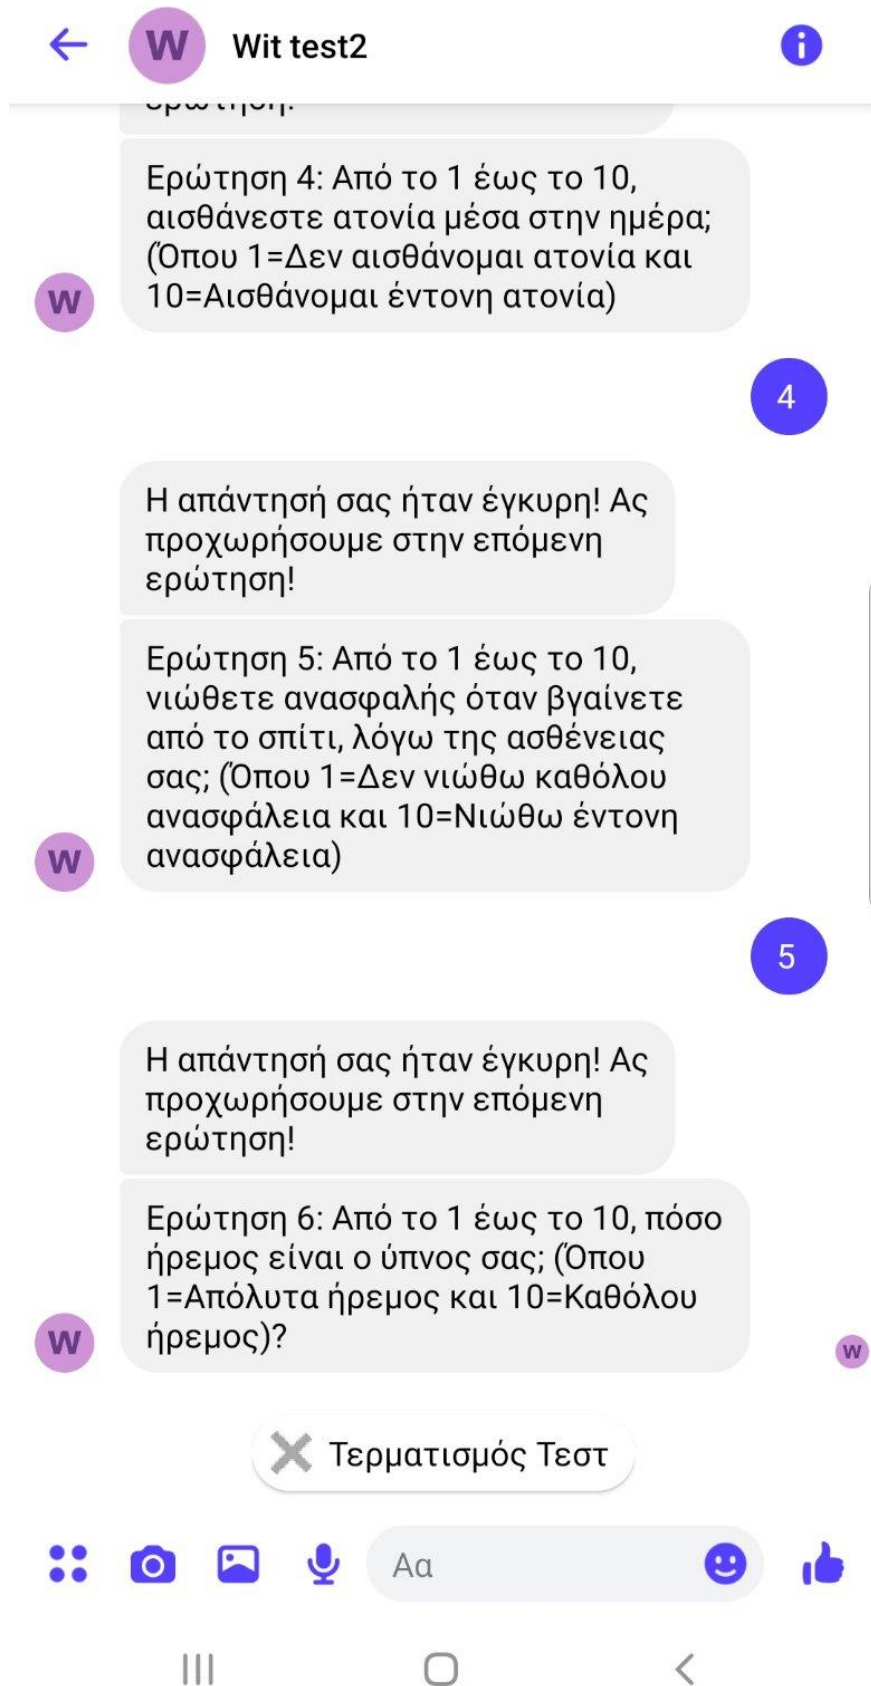 W
Wit test2
ερώτηση!
Ερώτηση 4: Από το 1 έως το 10,
αισθάνεστε ατονία μέσα στην ημέρα;
(Όπου 1=Δεν αισθάνομαι ατονία και
10=Αισθάνομαι έντονη ατονία)
W
4
Η απάντησή σας ήταν έγκυρη! Ας
προχωρήσουμε στην επόμενη
ερώτηση!
Ερώτηση 5: Από το 1 έως το 10,
νιώθετε ανασφαλής όταν βγαίνετε
από το σπίτι, λόγω της ασθένειας
σας; (Όπου 1=Δεν νιώθω καθόλου
ανασφάλεια και 10=Νιώθω έντονη
ανασφάλεια)
W
5
Η απάντησή σας ήταν έγκυρη! Ας
προχωρήσουμε στην επόμενη
ερώτηση!
Ερώτηση 6: Από το 1 έως το 10, πόσο
ήρεμος είναι ο ύπνος σας; (Όπου
1=Απόλυτα ήρεμος και 10=Καθόλου
ήρεμος)?
W
W
Τερματισμός Τεστ
Aα